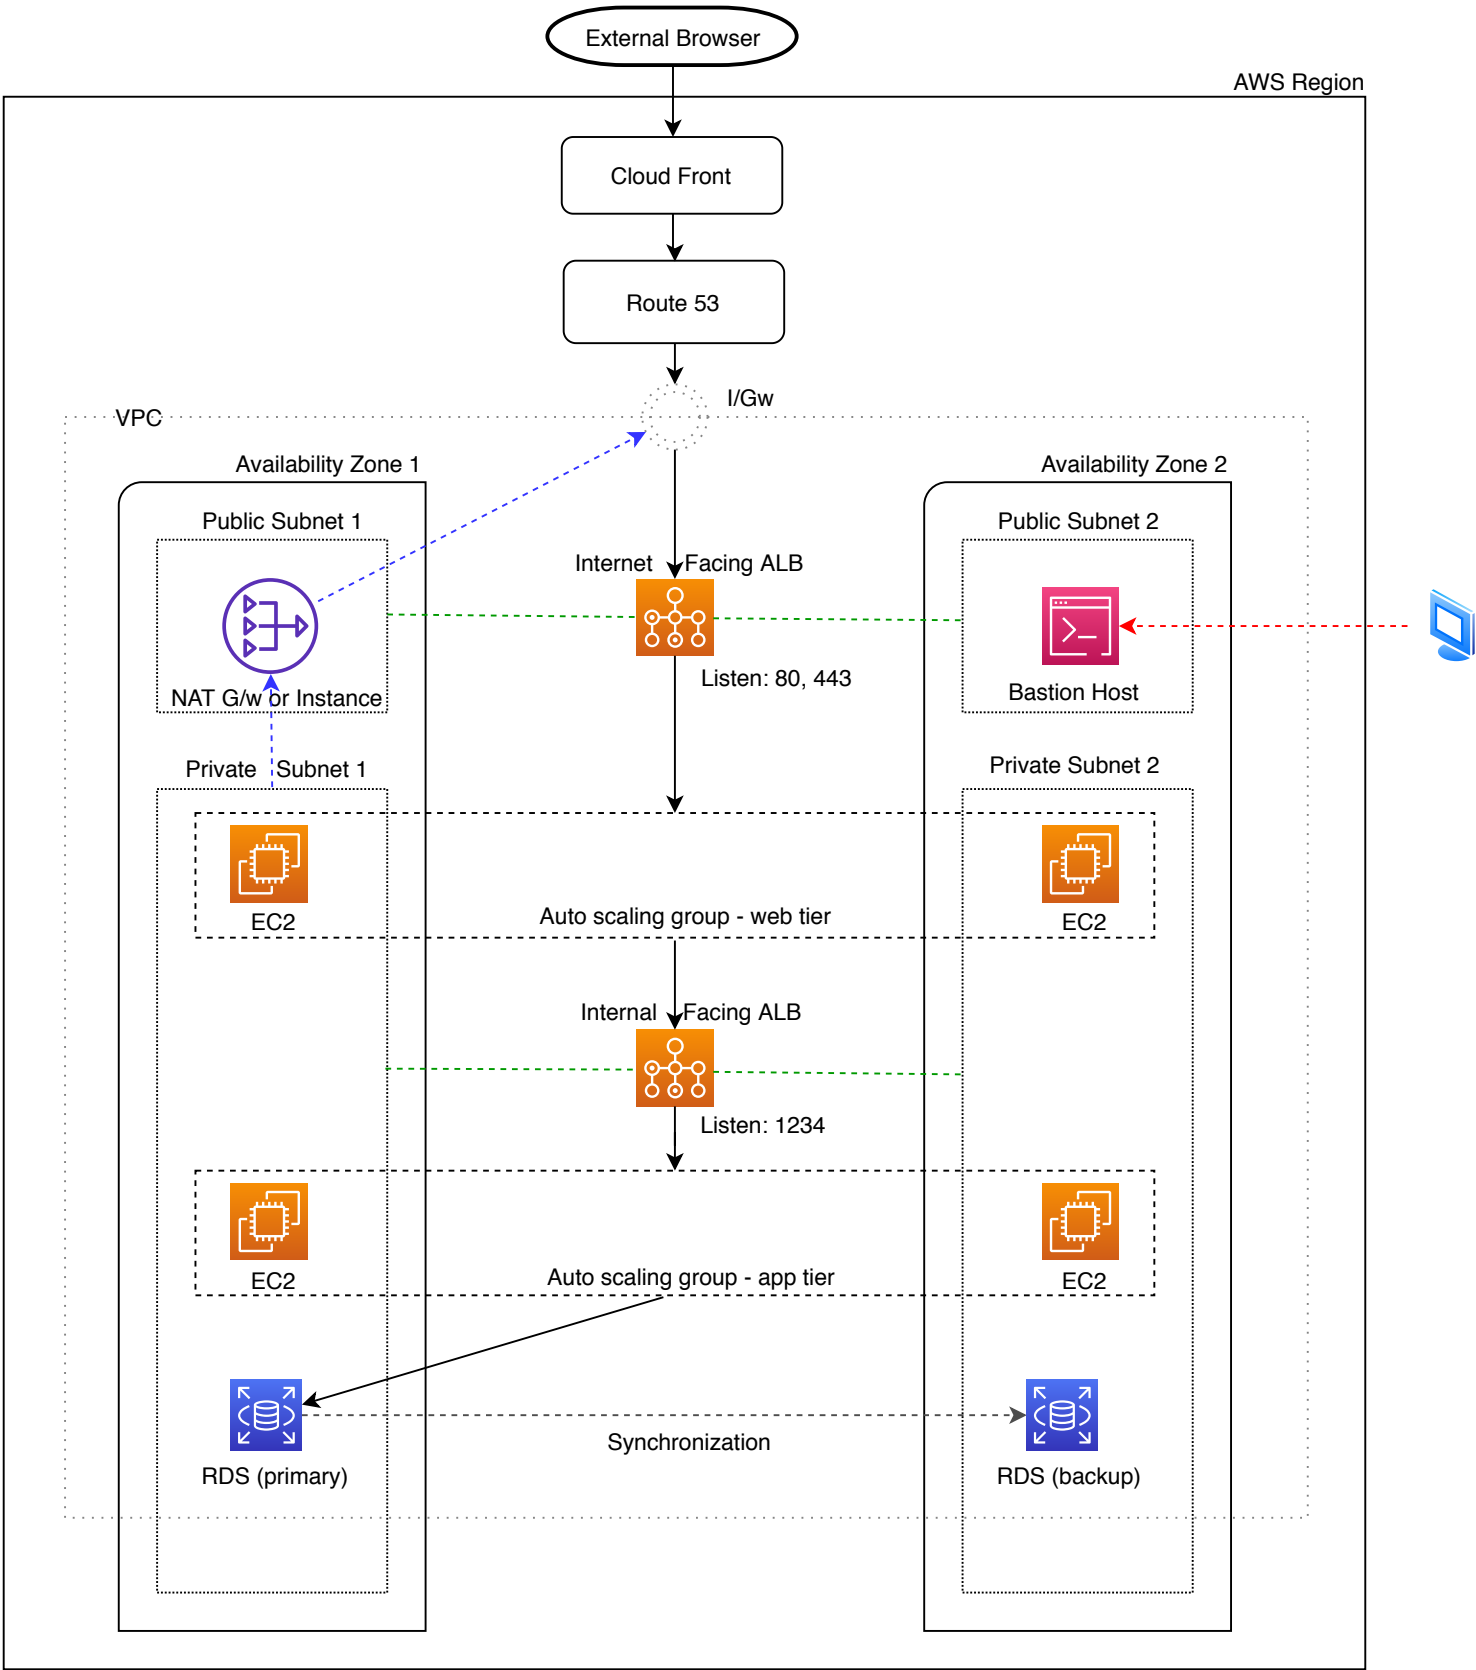 External Browser
AWS Region
Cloud Front
Route 53
I/Gw
VPC
Availability Zone 1
Availability Zone 2
Public Subnet 1
Public Subnet 2
Internet Facing ALB
Listen: 80, 443
NAT G/w or Instance
Bastion Host
Private Subnet 1
Private Subnet 2
EC2
Auto scaling group - web tier
EC2
Internal Facing ALB
Listen: 1234
EC2
Auto scaling group - app tier
EC2
Synchronization
RDS (primary)
RDS (backup)